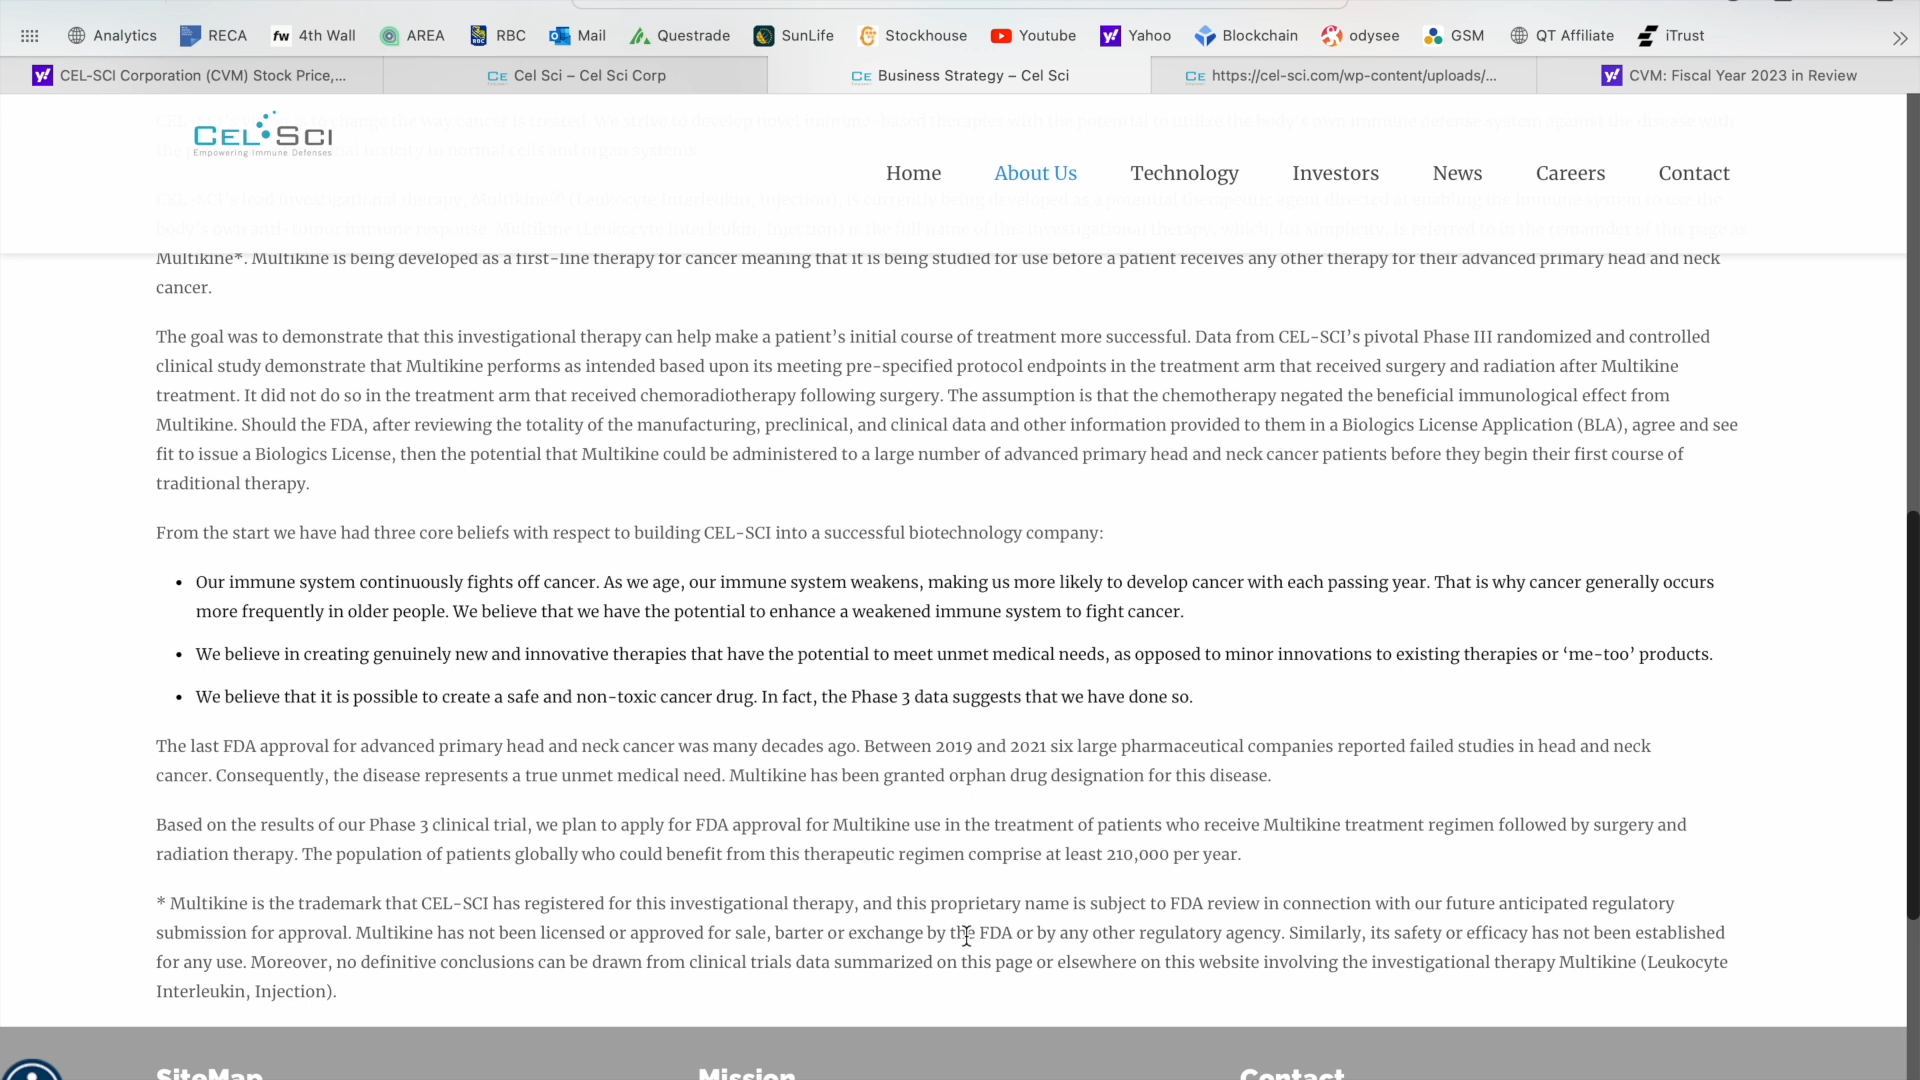 Analytics RECA fw 4th Wall AREA RBC Mail Questrade SunLife Stockhouse Youtube Yahoo Blockchain odysee GSM QT Affiliate iTrust
CEL-SCI Corporation (CVM) Stock Price,... Cel Sci – Cel Sci Corp Business Strategy – Cel Sci https://cel-sci.com/wp-content/uploads/... CVM: Fiscal Year 2023 in Review
CEL-SCI
Empowering Immune Defenses
Home About Us Technology Investors News Careers Contact
Multikine*. Multikine is being developed as a first-line therapy for cancer meaning that it is being studied for use before a patient receives any other therapy for their advanced primary head and neck
cancer.
The goal was to demonstrate that this investigational therapy can help make a patient’s initial course of treatment more successful. Data from CEL-SCI’s pivotal Phase III randomized and controlled
clinical study demonstrate that Multikine performs as intended based upon its meeting pre-specified protocol endpoints in the treatment arm that received surgery and radiation after Multikine
treatment. It did not do so in the treatment arm that received chemoradiotherapy following surgery. The assumption is that the chemotherapy negated the beneficial immunological effect from
Multikine. Should the FDA, after reviewing the totality of the manufacturing, preclinical, and clinical data and other information provided to them in a Biologics License Application (BLA), agree and see
fit to issue a Biologics License, then the potential that Multikine could be administered to a large number of advanced primary head and neck cancer patients before they begin their first course of
traditional therapy.
From the start we have had three core beliefs with respect to building CEL-SCI into a successful biotechnology company:
• Our immune system continuously fights off cancer. As we age, our immune system weakens, making us more likely to develop cancer with each passing year. That is why cancer generally occurs
more frequently in older people. We believe that we have the potential to enhance a weakened immune system to fight cancer.
• We believe in creating genuinely new and innovative therapies that have the potential to meet unmet medical needs, as opposed to minor innovations to existing therapies or ‘me-too’ products.
• We believe that it is possible to create a safe and non-toxic cancer drug. In fact, the Phase 3 data suggests that we have done so.
The last FDA approval for advanced primary head and neck cancer was many decades ago. Between 2019 and 2021 six large pharmaceutical companies reported failed studies in head and neck
cancer. Consequently, the disease represents a true unmet medical need. Multikine has been granted orphan drug designation for this disease.
Based on the results of our Phase 3 clinical trial, we plan to apply for FDA approval for Multikine use in the treatment of patients who receive Multikine treatment regimen followed by surgery and
radiation therapy. The population of patients globally who could benefit from this therapeutic regimen comprise at least 210,000 per year.
* Multikine is the trademark that CEL-SCI has registered for this investigational therapy, and this proprietary name is subject to FDA review in connection with our future anticipated regulatory
submission for approval. Multikine has not been licensed or approved for sale, barter or exchange by the FDA or by any other regulatory agency. Similarly, its safety or efficacy has not been established
for any use. Moreover, no definitive conclusions can be drawn from clinical trials data summarized on this page or elsewhere on this website involving the investigational therapy Multikine (Leukocyte
Interleukin, Injection).
SiteMap Mission Contact